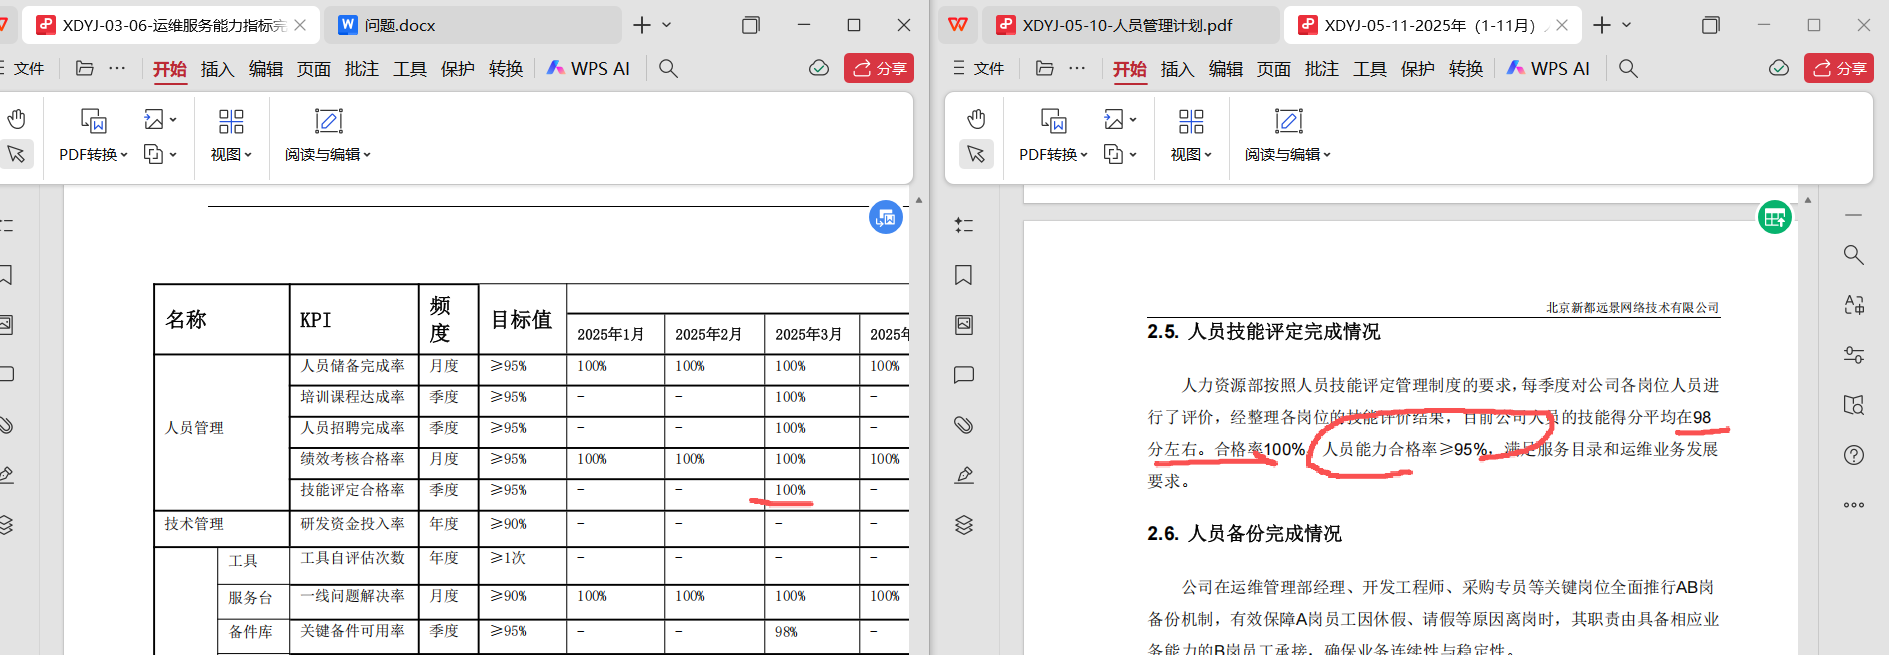 XDYJ-03-06-运维服务能力指标完
问题.docx
文件
开始 插入 编辑 页面 批注 工具 保护 转换 WPS AI
分享
PDF转换
视图
阅读与编辑
名称 KPI 频度 目标值
2025年1月 2025年2月 2025年3月
人员管理
人员储备完成率 月度 ≥95% 100% 100% 100% 100%
培训课程达成率 季度 ≥95% - - 100% -
人员招聘完成率 季度 ≥95% - - 100% -
绩效考核合格率 月度 ≥95% 100% 100% 100% 100%
技能评定合格率 季度 ≥95% - - 100% -
技术管理 研发资金投入率 年度 ≥90% - - - -
工具 工具自评估次数 年度 ≥1次 - - - -
服务台 一线问题解决率 月度 ≥90% 100% 100% 100% 100%
备件库 关键备件可用率 季度 ≥95% - - 98% -
XDYJ-05-10-人员管理计划.pdf
XDYJ-05-11-2025年（1-11月）
文件
开始 插入 编辑 页面 批注 工具 保护 转换 WPS AI
分享
PDF转换
视图
阅读与编辑
北京新都远景网络技术有限公司
2.5. 人员技能评定完成情况
人力资源部按照人员技能评定管理制度的要求，每季度对公司各岗位人员进
行了评价，经整理各岗位的技能评价结果，目前公司人员的技能得分平均在98
分左右。合格率100%，人员能力合格率≥95%，满足服务目录和运维业务发展
要求。
2.6. 人员备份完成情况
公司在运维管理部经理、开发工程师、采购专员等关键岗位全面推行AB岗
备份机制，有效保障A岗员工因休假、请假等原因离岗时，其职责由具备相应业
务能力的B岗员工承接，确保业务连续性与稳定性。